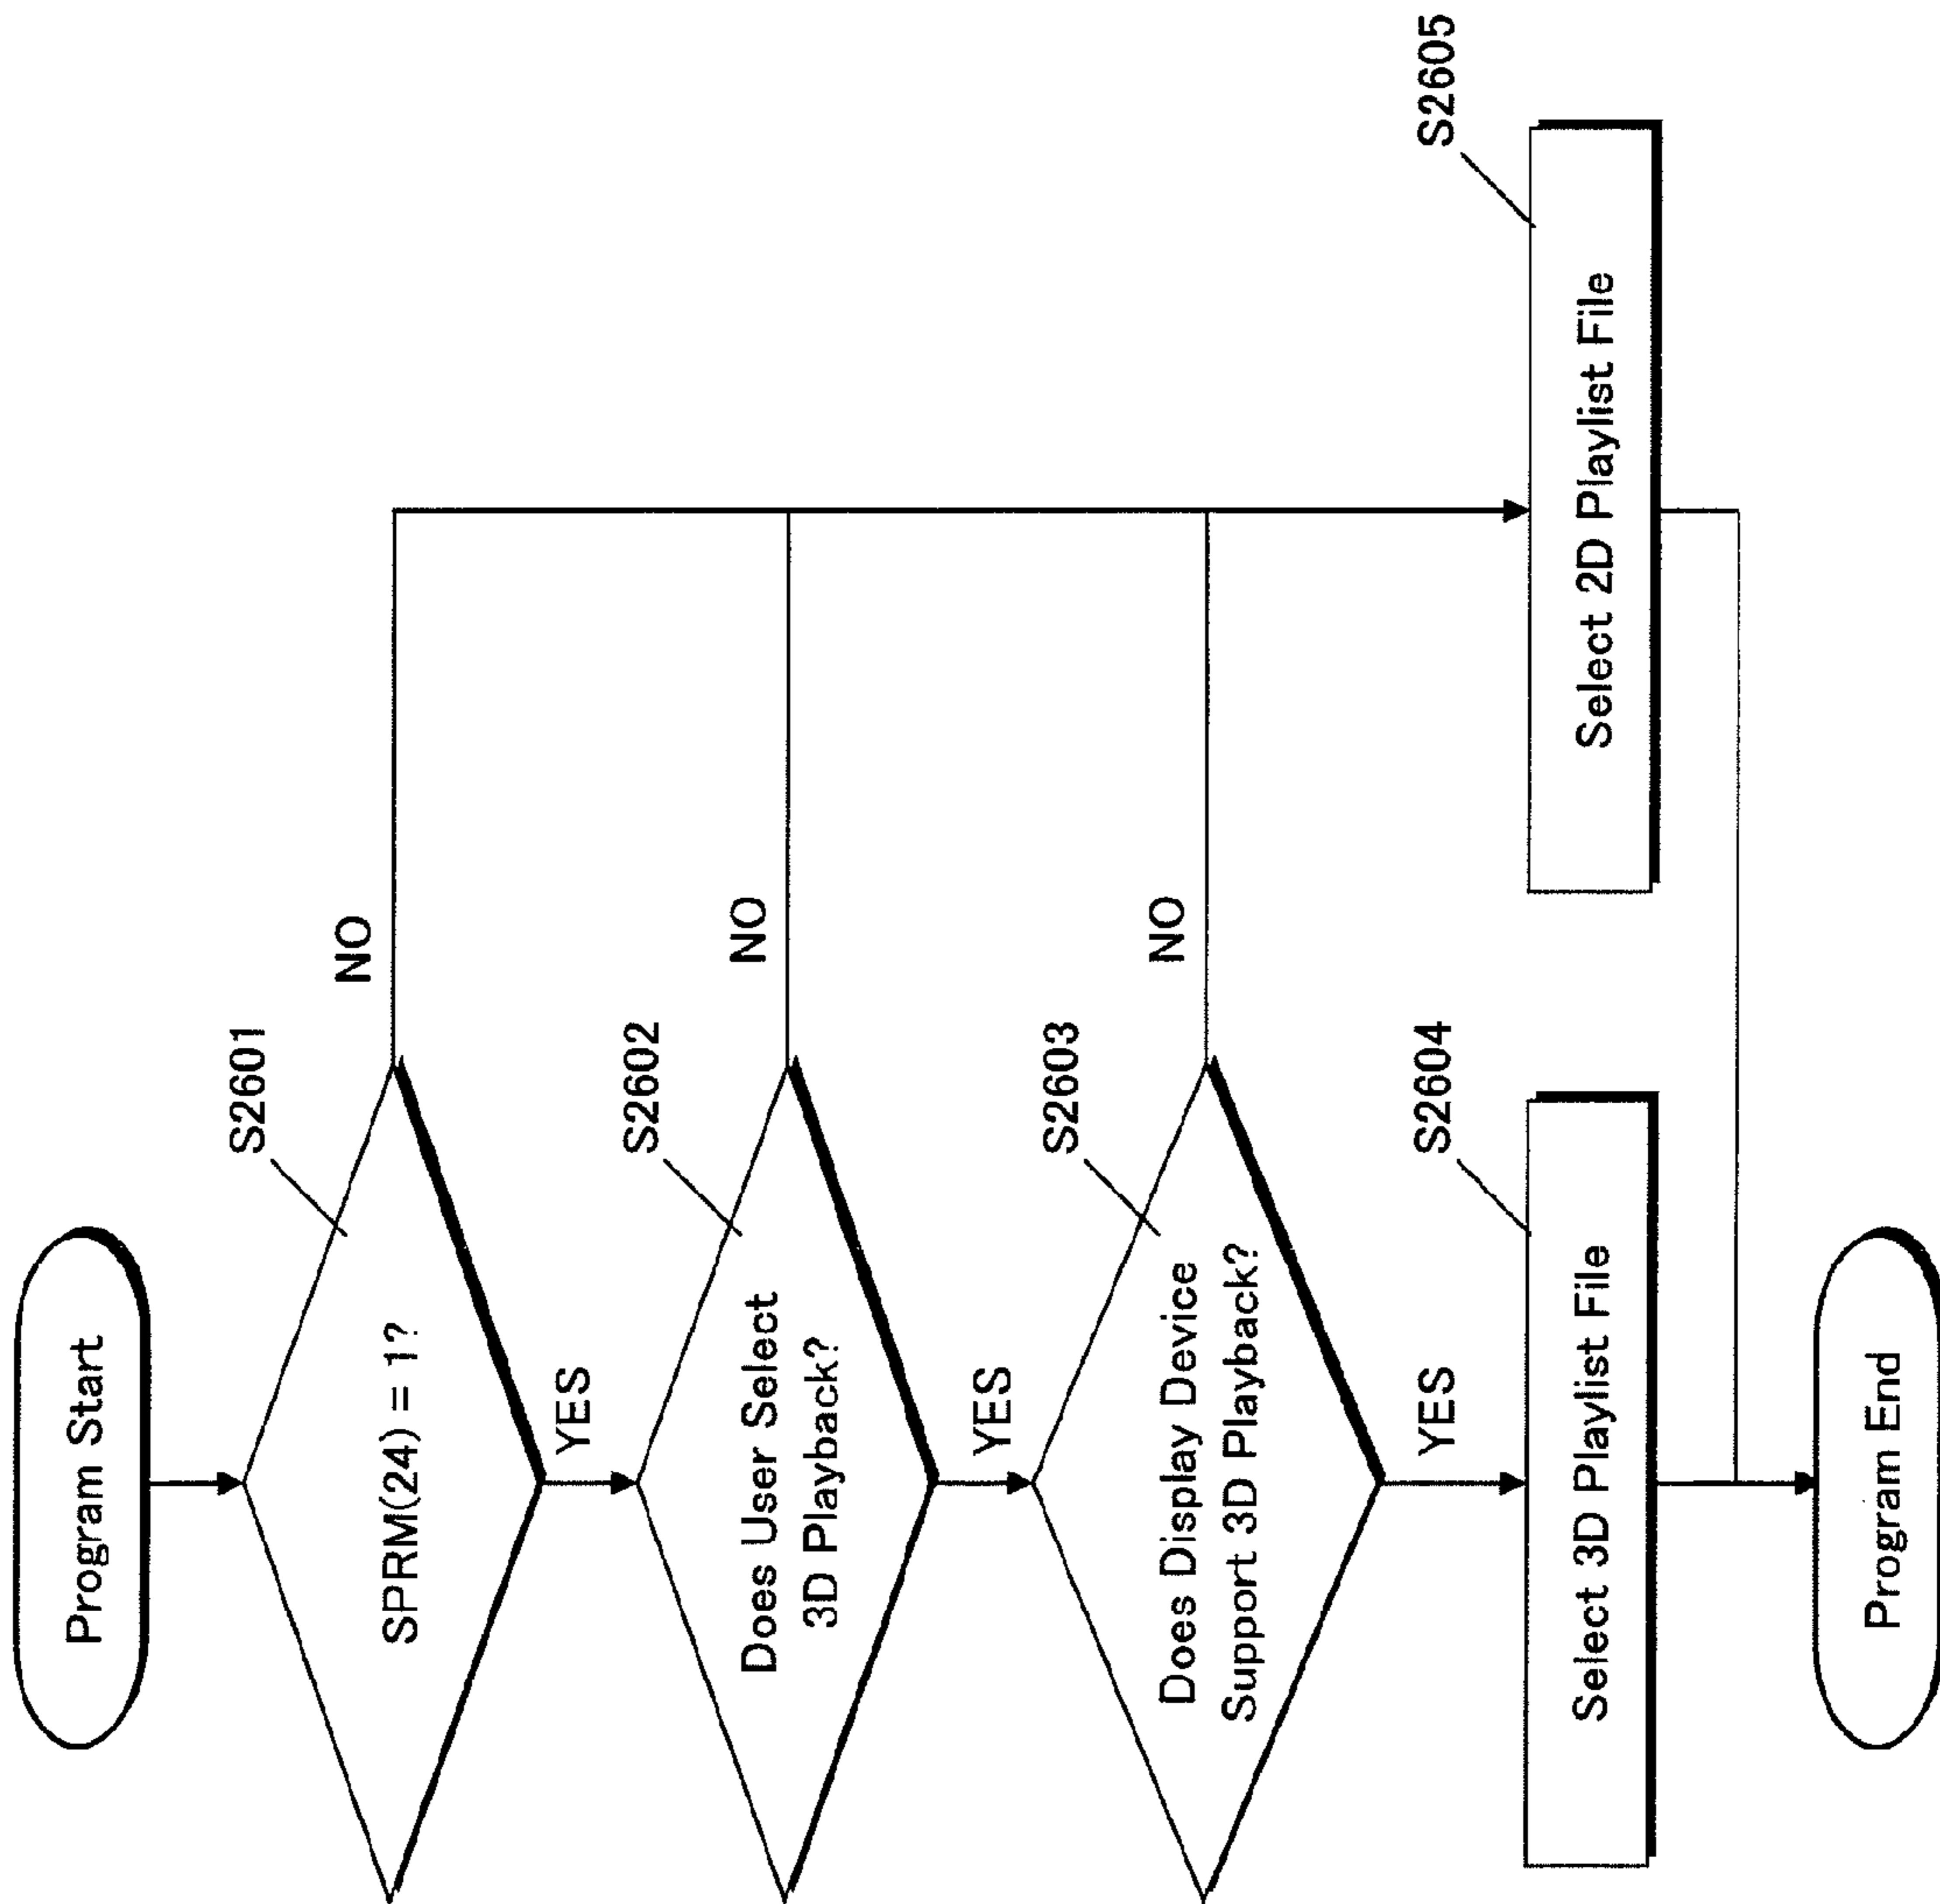 Program Start
S2601
SPRM(24) = 1?
NO
YES
S2602
Does User Select
3D Playback?
NO
YES
S2603
Does Display Device
Support 3D Playback?
NO
YES
S2604
Select 3D Playlist File
S2605
Select 2D Playlist File
Program End